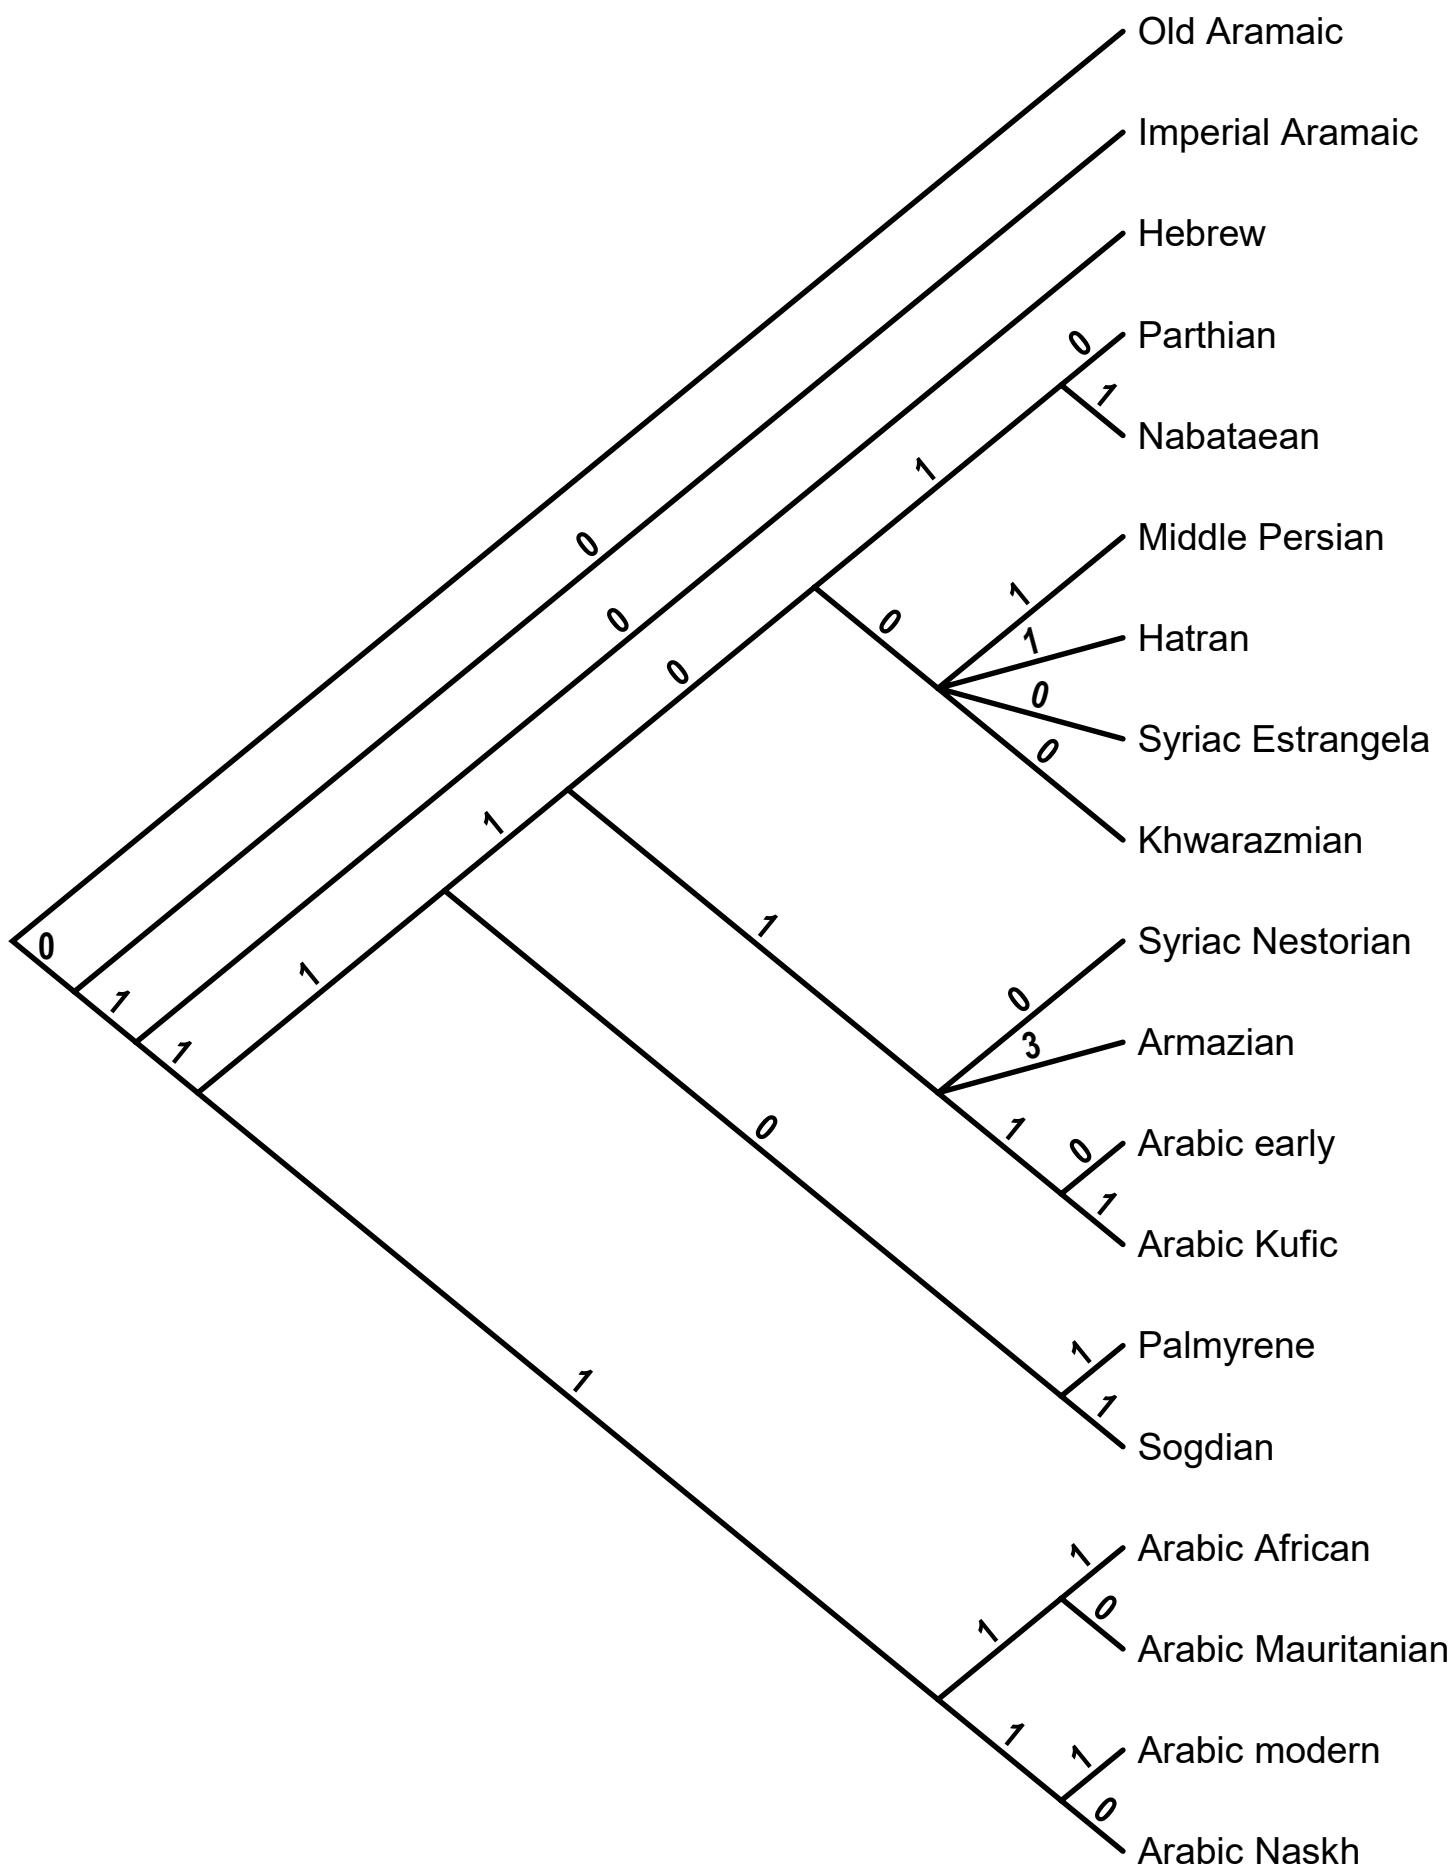 Old Aramaic
Imperial Aramaic
Hebrew
0
Parthian
1
Nabataean
1
Middle Persian
0
1
0
1
Hatran
0
0
0
Syriac Estrangela
0
Khwarazmian
1
1
Syriac Nestorian
0
1
1
0
3
Armazian
1
1
0
Arabic early
0
1
Arabic Kufic
1
Palmyrene
1
1
Sogdian
1
Arabic African
0
1
Arabic Mauritanian
1
1
Arabic modern
0
Arabic Naskh